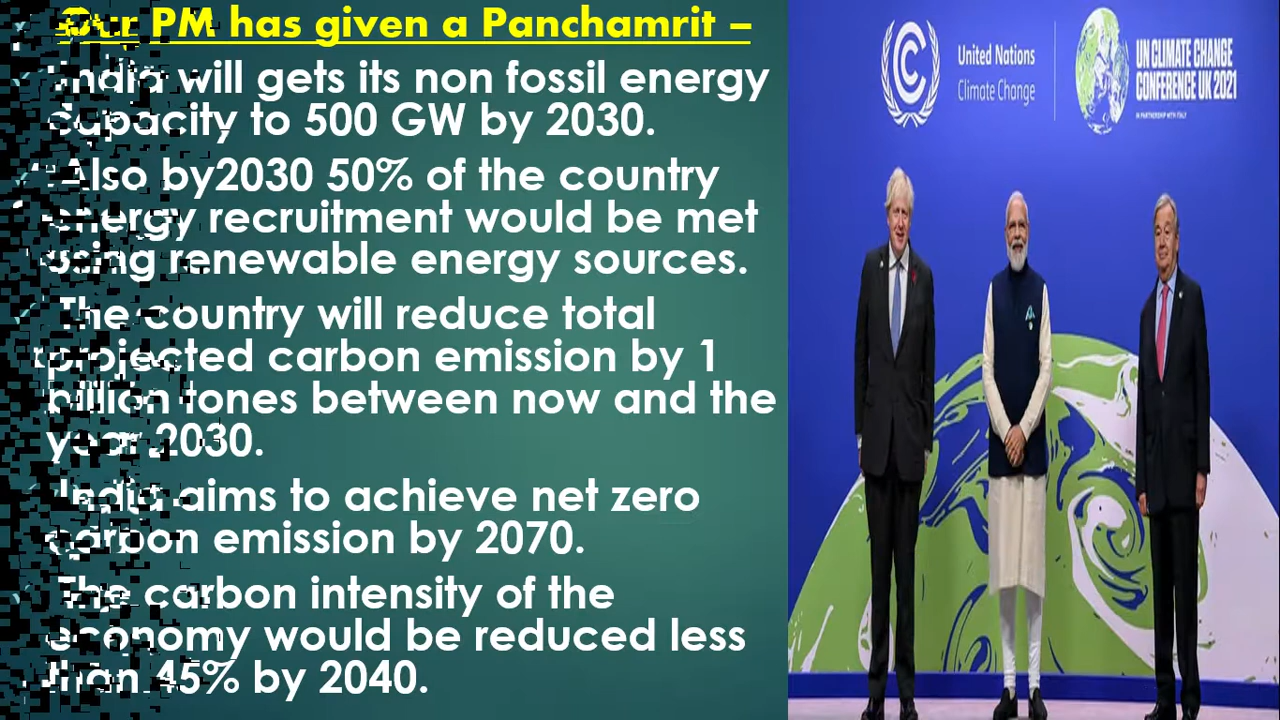 Our PM has given a Panchamrit –
India will gets its non fossil energy
capacity to 500 GW by 2030.
Also by2030 50% of the country
energy recruitment would be met
using renewable energy sources.
The country will reduce total
projected carbon emission by 1
billion tones between now and the
year 2030.
India aims to achieve net zero
carbon emission by 2070.
The carbon intensity of the
economy would be reduced less
than 45% by 2040.
United Nations
Climate Change
UN CLIMATE CHANGE
CONFERENCE UK 2021
IN PARTNERSHIP WITH ITALY